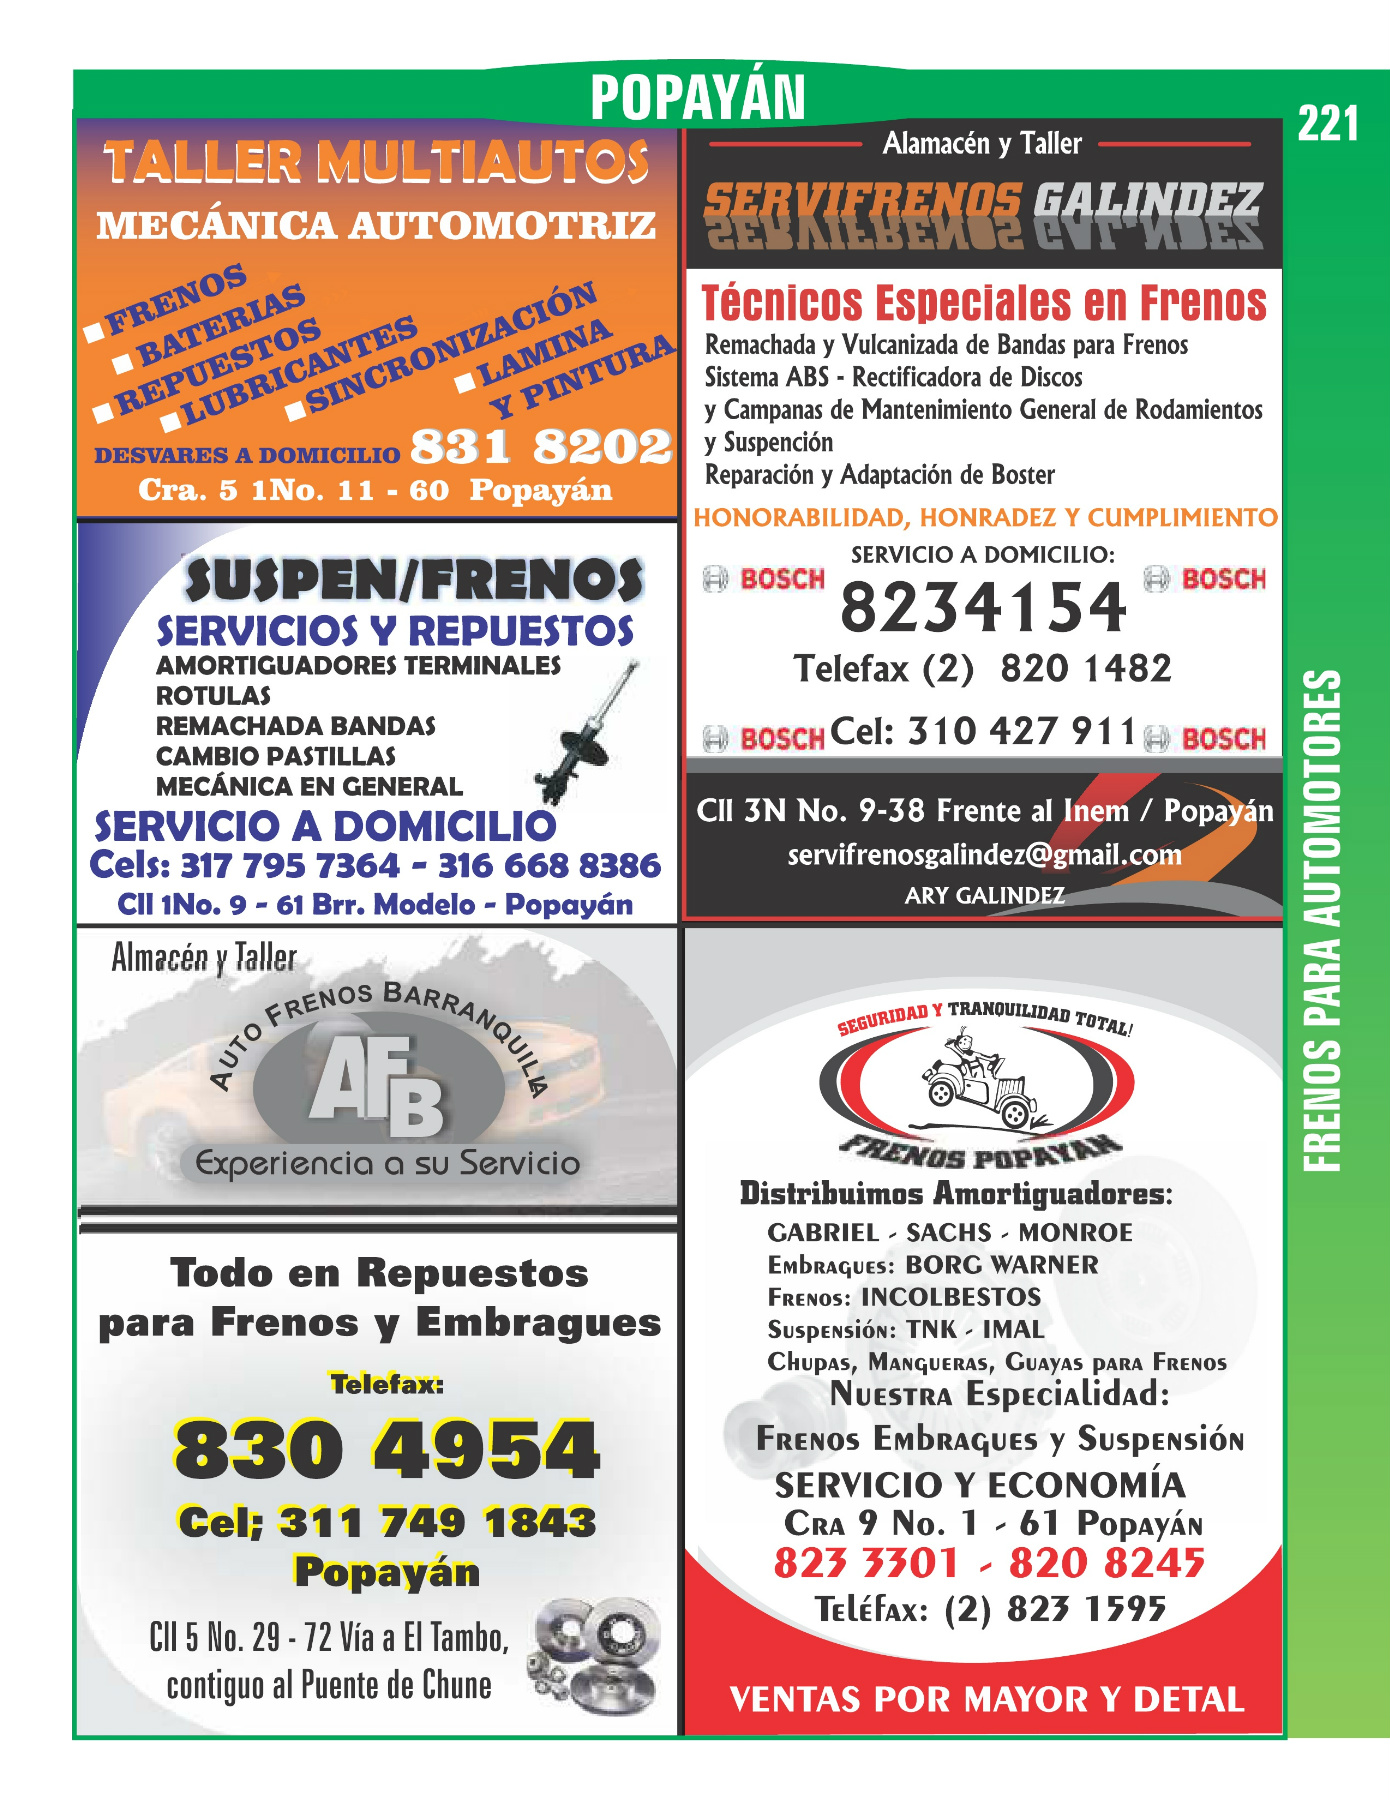 POPAYÁN
221
TALLER MULTIAUTOS
MECÁNICA AUTOMOTRIZ
FRENOS
BATERIAS
REPUESTOS
LUBRICANTES
SINCRONIZACIÓN
LAMINA
Y PINTURA
DESVARES A DOMICILIO 831 8202
Cra. 5 1No. 11 - 60 Popayán
SUSPEN/FRENOS
SERVICIOS Y REPUESTOS
AMORTIGUADORES TERMINALES
ROTULAS
REMACHADA BANDAS
CAMBIO PASTILLAS
MECÁNICA EN GENERAL
SERVICIO A DOMICILIO
Cels: 317 795 7364 - 316 668 8386
Cll 1No. 9 - 61 Brr. Modelo - Popayán
Almacén y Taller
AUTO FRENOS BARRANQUILLA
AFB
Experiencia a su Servicio
Todo en Repuestos
para Frenos y Embragues
Telefax:
830 4954
Cel; 311 749 1843
Popayán
Cll 5 No. 29 - 72 Vía a El Tambo,
contiguo al Puente de Chune
Alamacén y Taller
SERVIFRENOS GALINDEZ
Técnicos Especiales en Frenos
Remachada y Vulcanizada de Bandas para Frenos
Sistema ABS - Rectificadora de Discos
y Campanas de Mantenimiento General de Rodamientos
y Suspención
Reparación y Adaptación de Boster
HONORABILIDAD, HONRADEZ Y CUMPLIMIENTO
SERVICIO A DOMICILIO:
BOSCH 8234154 BOSCH
Telefax (2) 820 1482
BOSCH Cel: 310 427 911 BOSCH
Cll 3N No. 9-38 Frente al Inem / Popayán
servifrenosgalindez@gmail.com
ARY GALINDEZ
SEGURIDAD Y TRANQUILIDAD TOTAL!
FRENOS POPAYAN
Distribuimos Amortiguadores:
GABRIEL - SACHS - MONROE
EMBRAGUES: BORG WARNER
FRENOS: INCOLBESTOS
SUSPENSIÓN: TNK - IMAL
CHUPAS, MANGUERAS, GUAYAS PARA FRENOS
NUESTRA ESPECIALIDAD:
FRENOS EMBRAGUES Y SUSPENSIÓN
SERVICIO Y ECONOMÍA
CRA 9 NO. 1 - 61 POPAYÁN
823 3301 - 820 8245
TELÉFAX: (2) 823 1595
VENTAS POR MAYOR Y DETAL
FRENOS PARA AUTOMOTORES